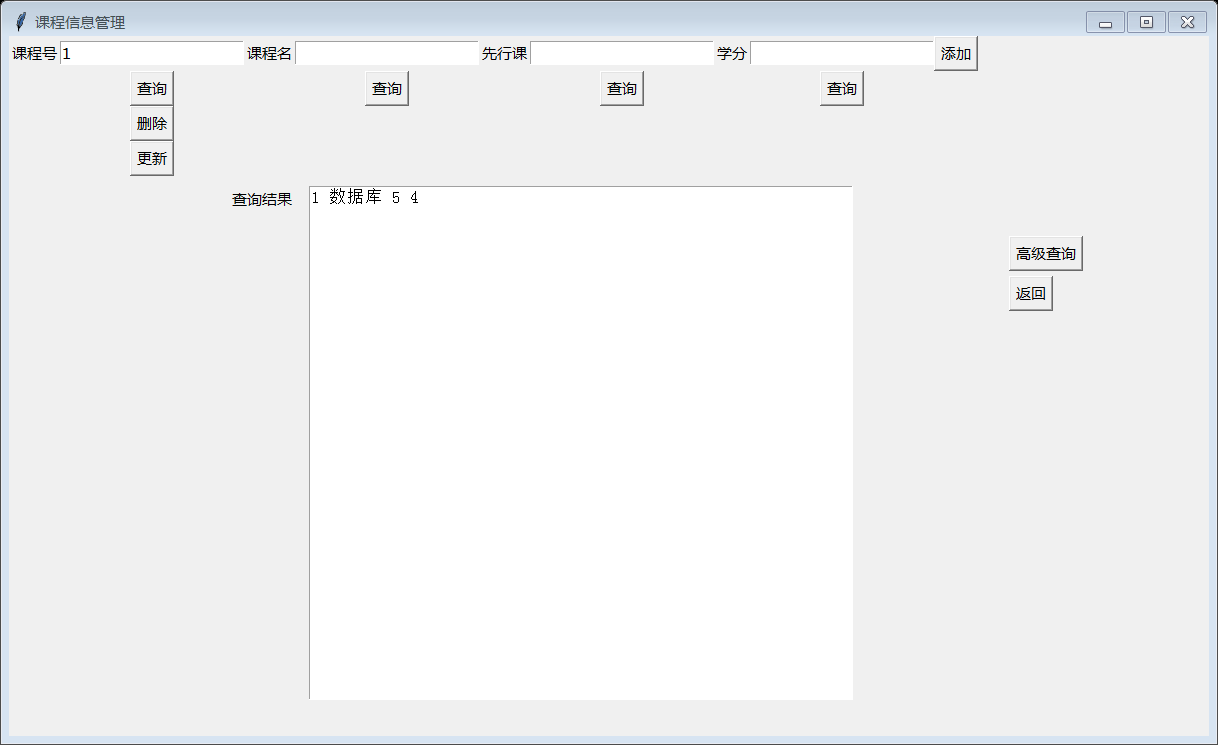 课程信息管理
课程号 1 课程名 先行课 学分 添加
查询 查询 查询 查询
删除
更新
查询结果 1 数据库 5 4
高级查询
返回